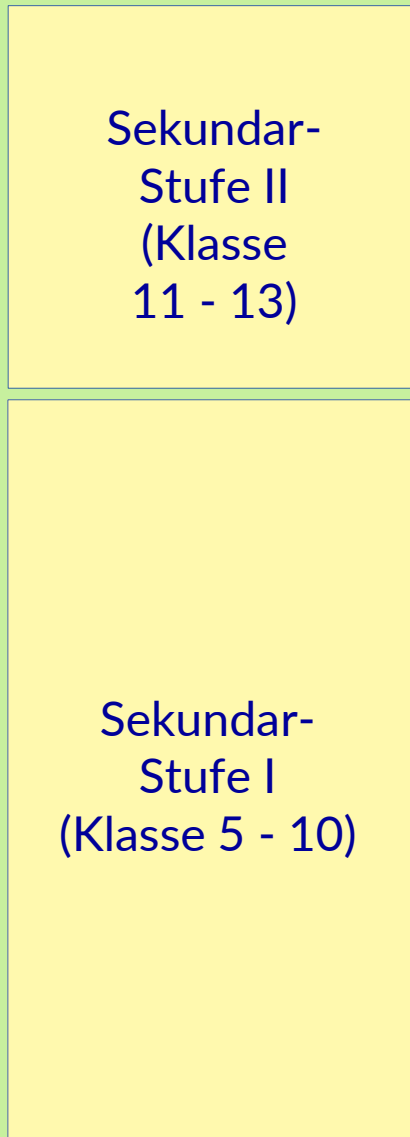 Sekundar-
Stufe II
(Klasse
11 - 13)
Sekundar-
Stufe I
(Klasse 5 - 10)